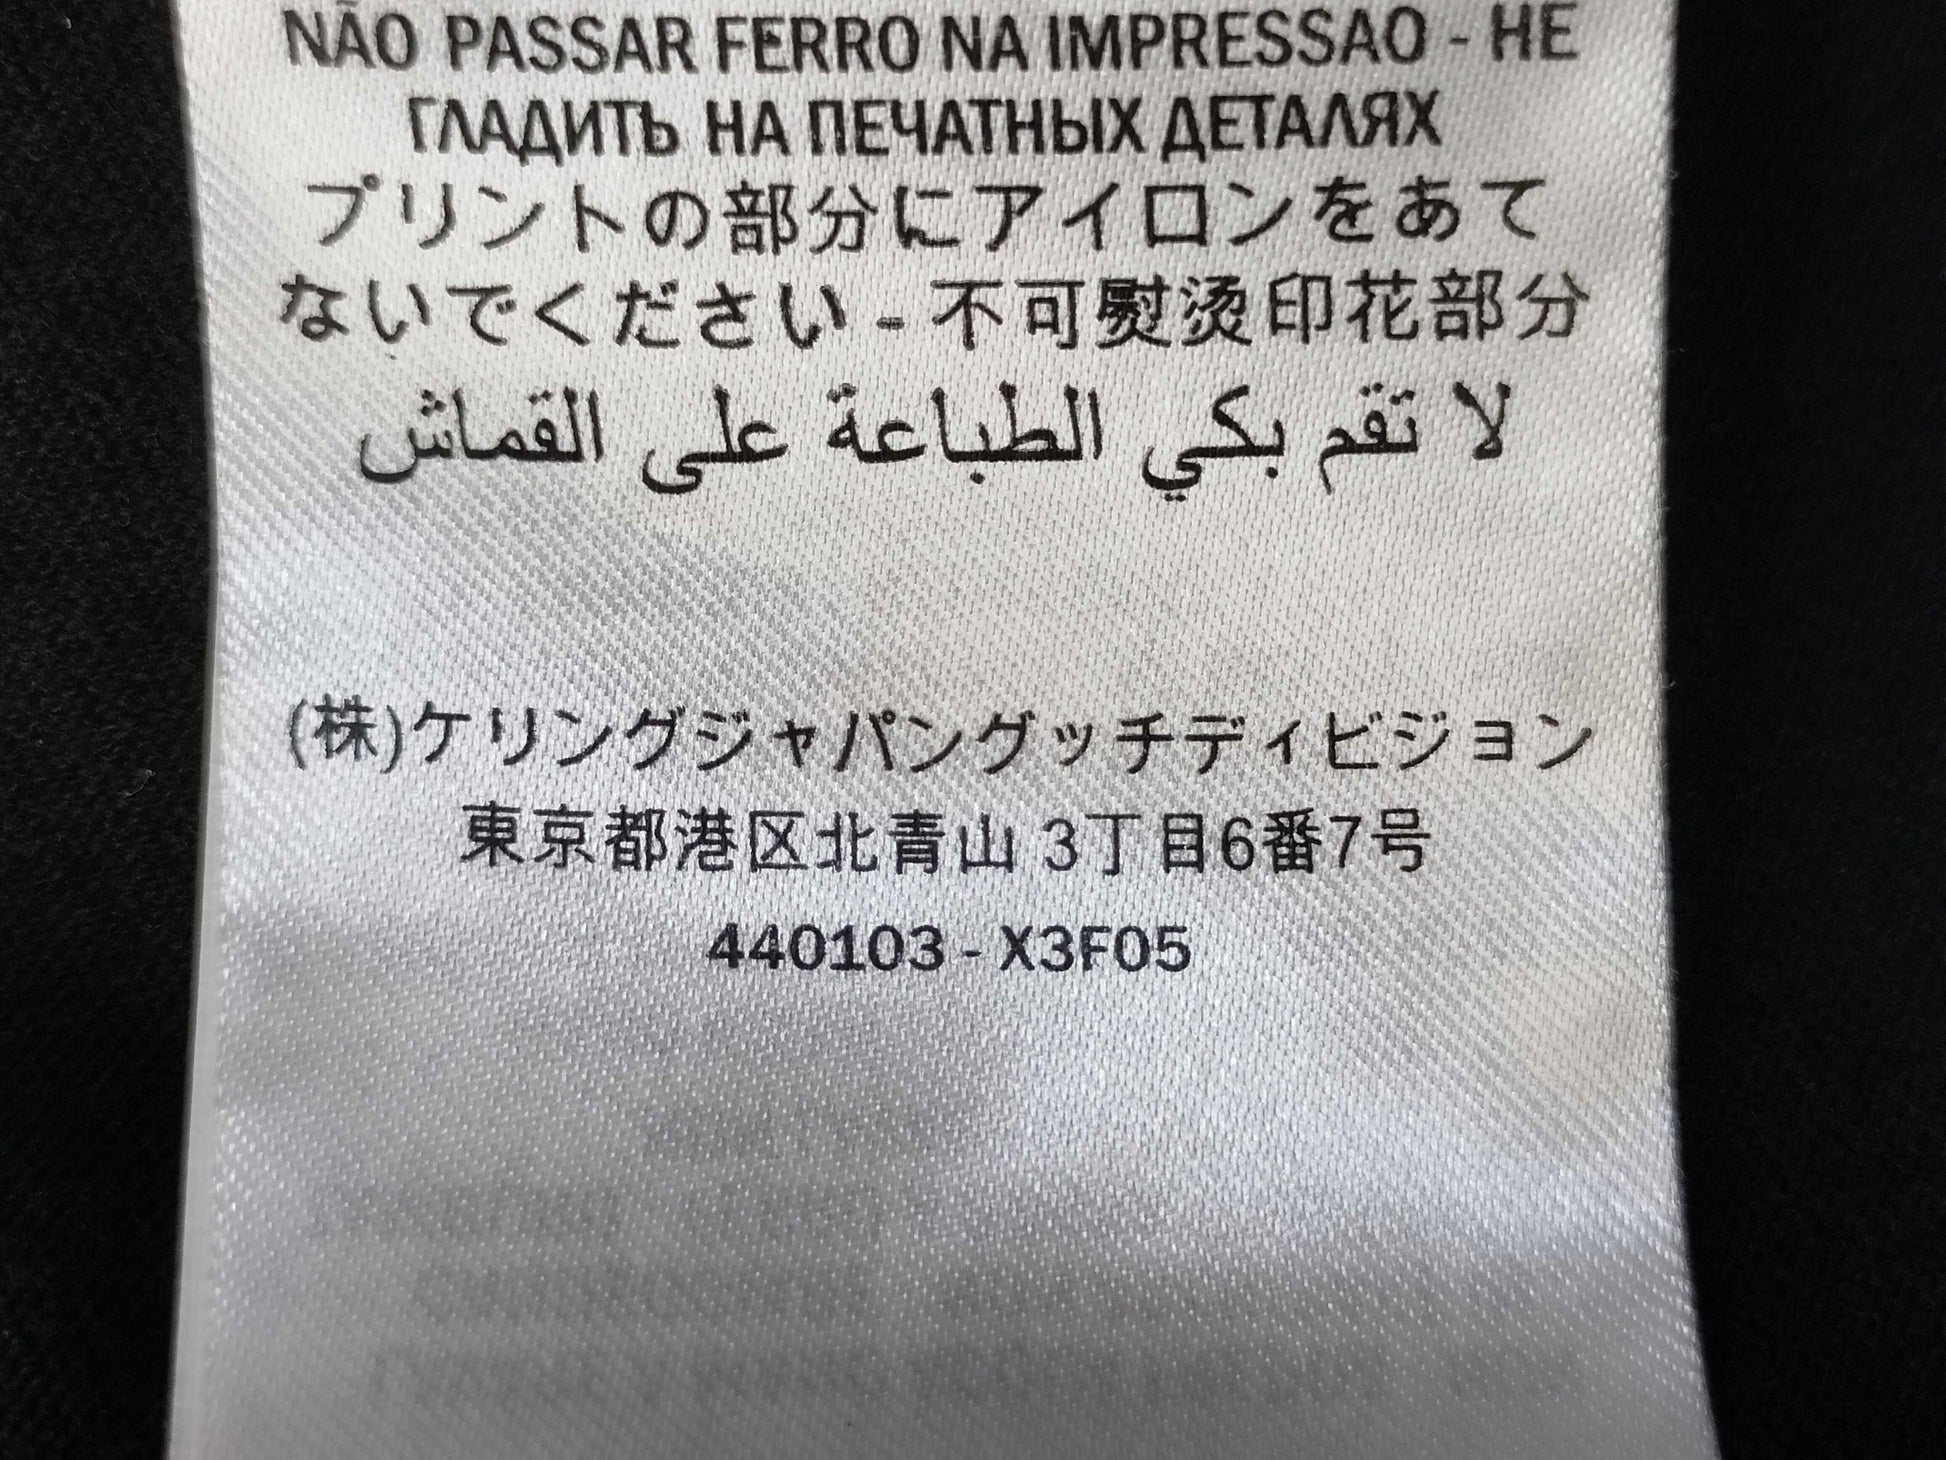 NÃO PASSAR FERRO NA IMPRESSAO - НЕ
ГЛАДИТЬ НА ПЕЧАТНЫХ ДЕТАЛЯХ
プリントの部分にアイロンをあて
ないでください - 不可熨烫印花部分
لا تقم بكي الطباعة على القماش
(株)ケリングジャパングッチディビジョン
東京都港区北青山 3丁目6番7号
440103 - X3F05